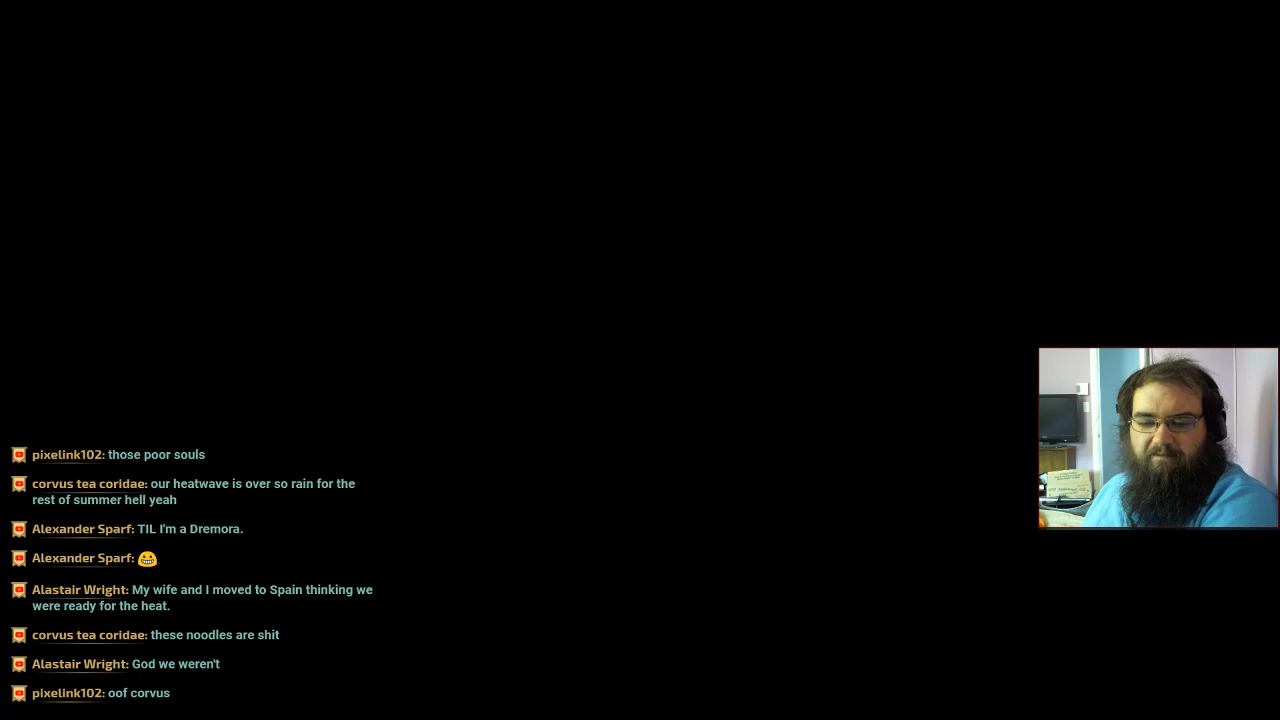 pixelink102: those poor souls
corvus tea coridae: our heatwave is over so rain for the
rest of summer hell yeah
Alexander Sparf: TIL I'm a Dremora.
Alexander Sparf: 😀
Alastair Wright: My wife and I moved to Spain thinking we
were ready for the heat.
corvus tea coridae: these noodles are shit
Alastair Wright: God we weren't
pixelink102: oof corvus